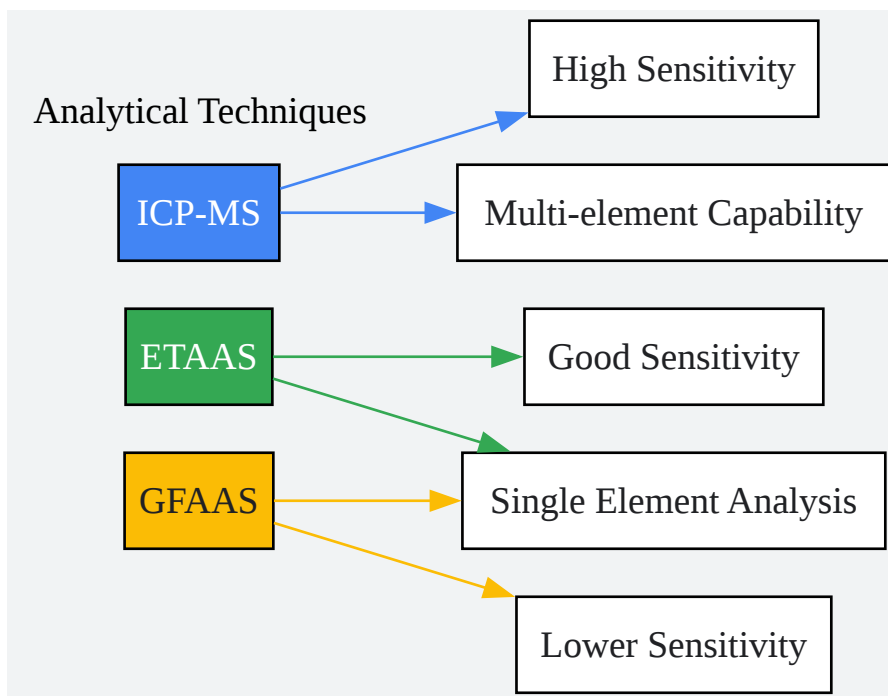 High Sensitivity
Analytical Techniques
ICP-MS
Multi-element Capability
ETAAS
Good Sensitivity
GFAAS
Single Element Analysis
Lower Sensitivity